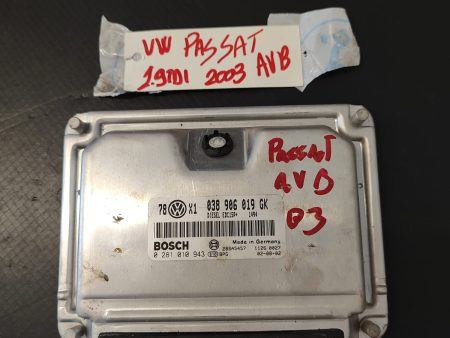 VW PASSAT
1.9TDI 2003 AVB
78 X1 038 906 019 GK
DIESEL EDC15P+
BOSCH
Made in Germany
0 281 010 943
02-08-02
PASSAT
AVB
03